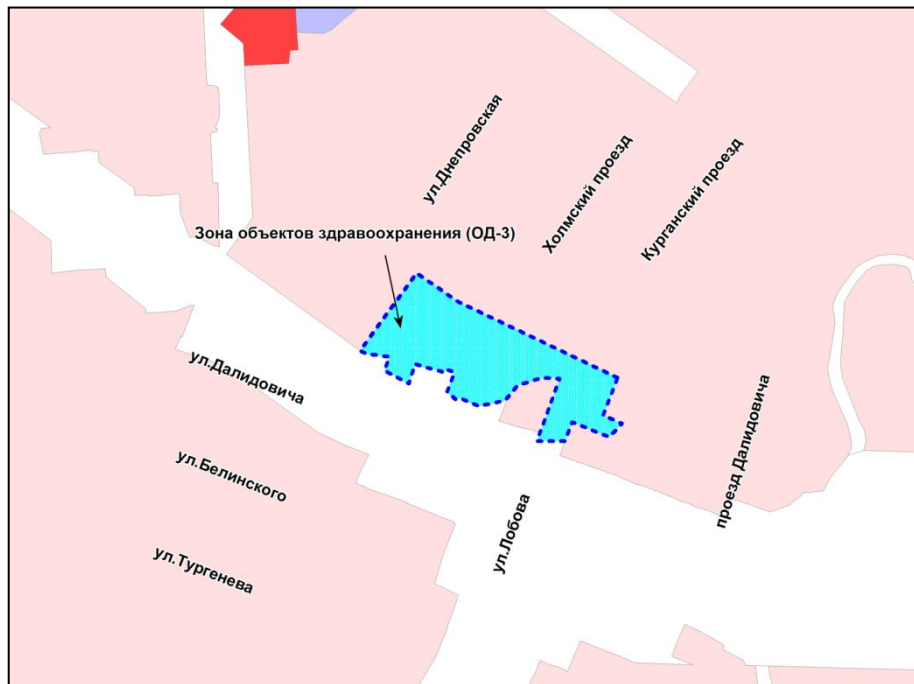 ул.Днепровская
Холмский проезд
Курганский проезд
Зона объектов здравоохранения (ОД-3)
ул.Далидовича
проезд Далидовича
ул.Белинского
ул.Лобова
ул.Тургенева